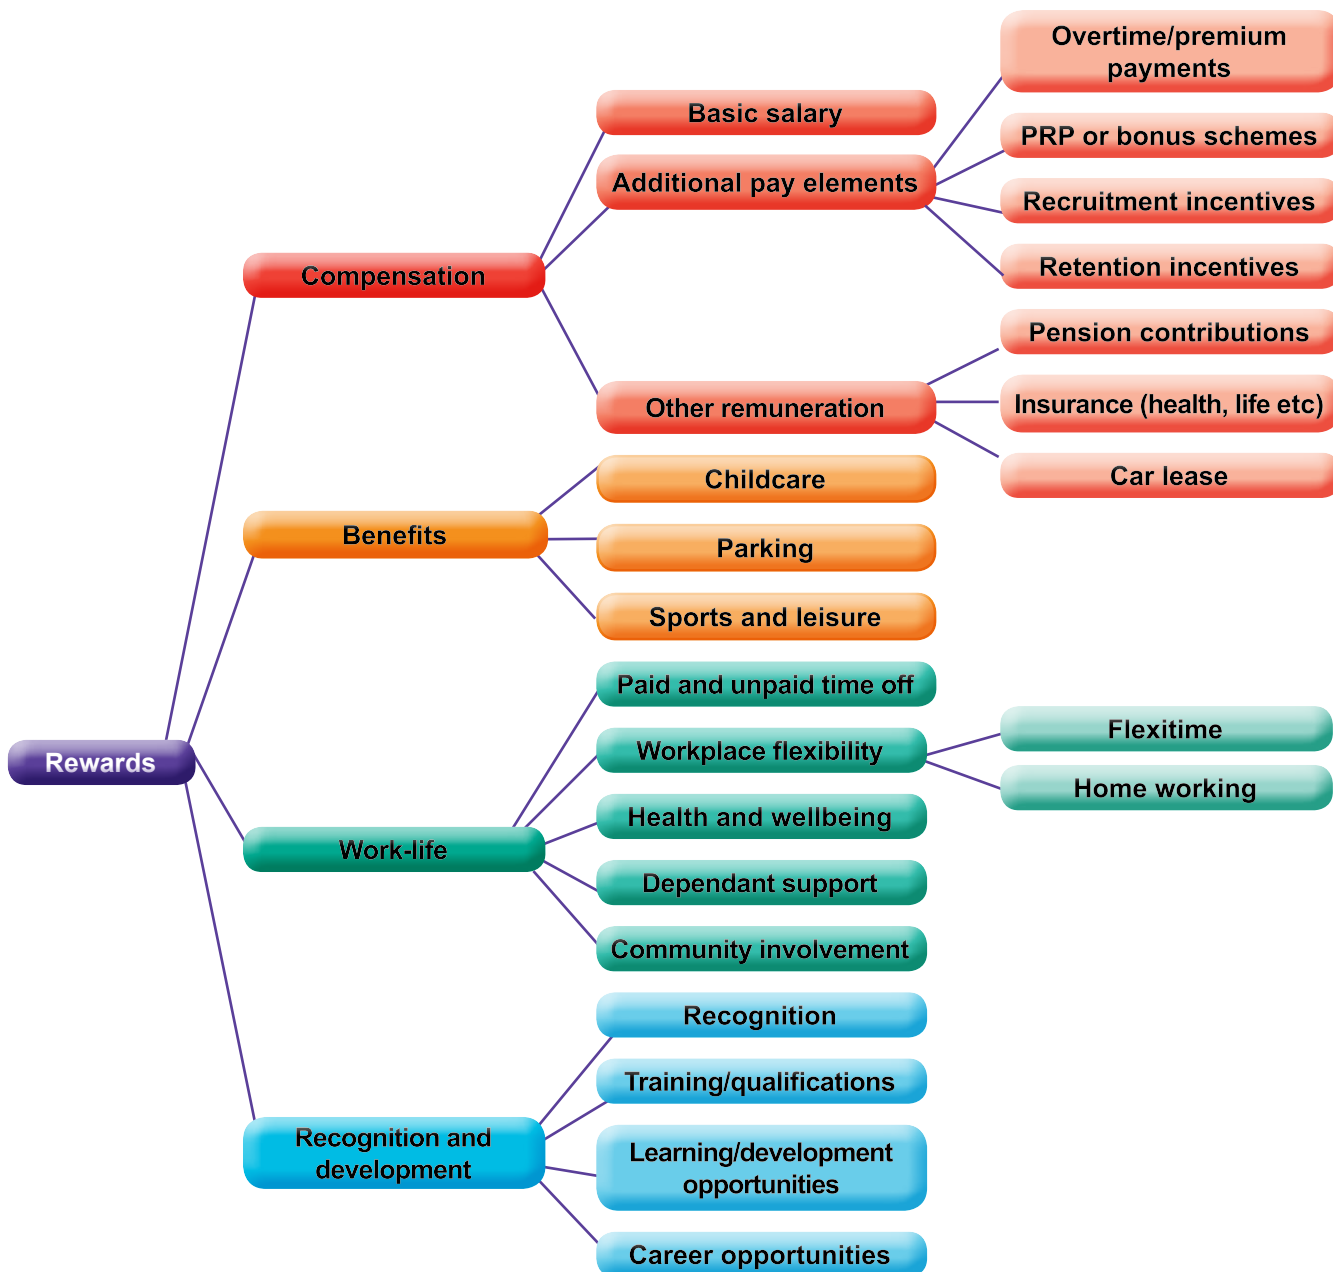 Overtime/premium
payments
Basic salary
PRP or bonus schemes
Additional pay elements
Recruitment incentives
Retention incentives
Compensation
Pension contributions
Other remuneration
Insurance (health, life etc)
Car lease
Childcare
Benefits
Parking
Sports and leisure
Paid and unpaid time off
Flexitime
Workplace flexibility
Rewards
Home working
Health and wellbeing
Work-life
Dependant support
Community involvement
Recognition
Training/qualifications
Recognition and
development
Learning/development
opportunities
Career opportunities